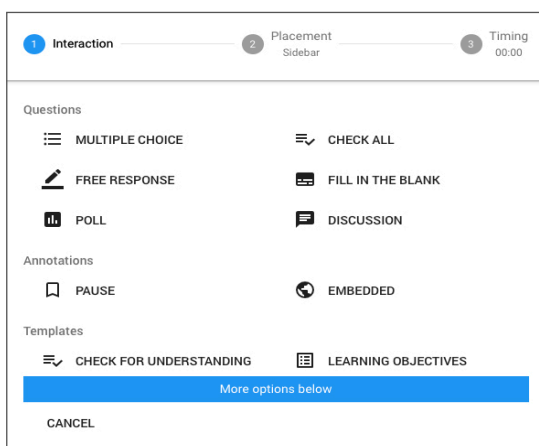 1 Interaction
2 Placement
Sidebar
3 Timing
00:00
Questions
MULTIPLE CHOICE
CHECK ALL
FREE RESPONSE
FILL IN THE BLANK
POLL
DISCUSSION
Annotations
PAUSE
EMBEDDED
Templates
CHECK FOR UNDERSTANDING
LEARNING OBJECTIVES
More options below
CANCEL